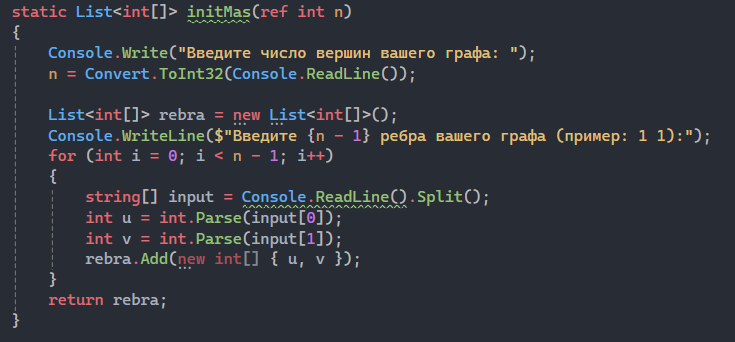 static List<int[]> initMas(ref int n)
{
Console.Write("Введите число вершин вашего графа: ");
n = Convert.ToInt32(Console.ReadLine());
List<int[]> rebra = new List<int[]>();
Console.WriteLine($"Введите {n - 1} ребра вашего графа (пример: 1 1):");
for (int i = 0; i < n - 1; i++)
{
string[] input = Console.ReadLine().Split();
int u = int.Parse(input[0]);
int v = int.Parse(input[1]);
rebra.Add(new int[] { u, v });
}
return rebra;
}